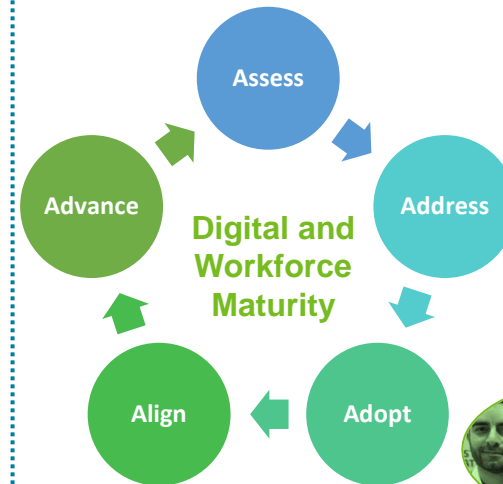 Assess
Address
Adopt
Align
Advance
Digital and
Workforce
Maturity